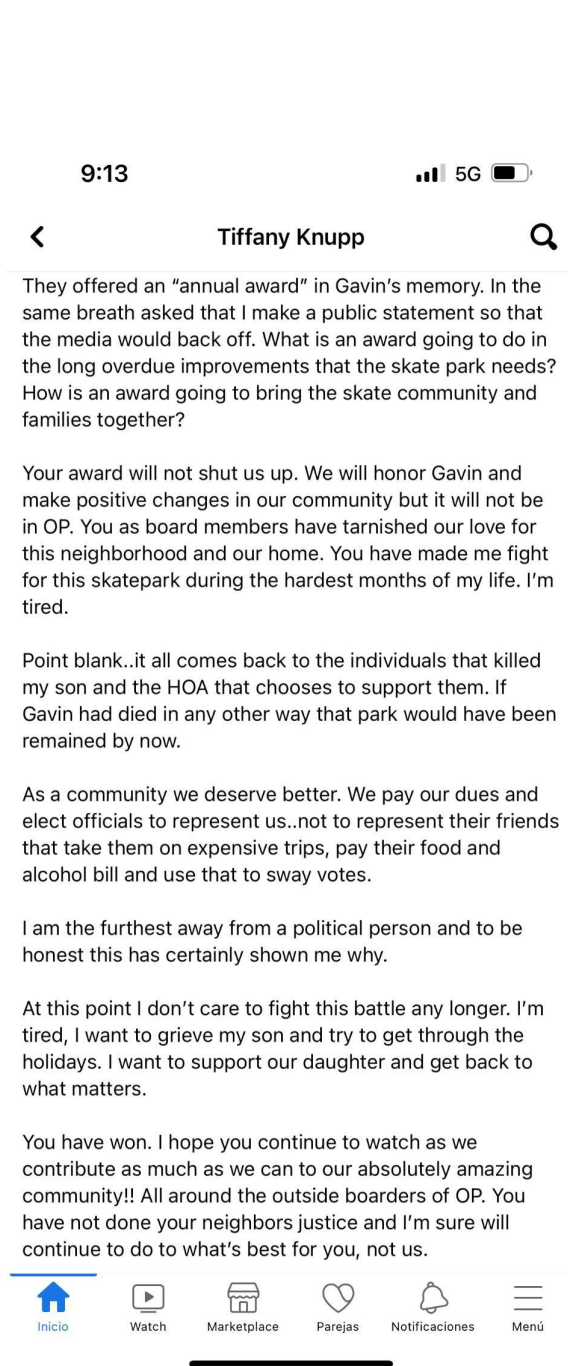 9:13
5G
Tiffany Knupp
They offered an “annual award” in Gavin’s memory. In the
same breath asked that I make a public statement so that
the media would back off. What is an award going to do in
the long overdue improvements that the skate park needs?
How is an award going to bring the skate community and
families together?
Your award will not shut us up. We will honor Gavin and
make positive changes in our community but it will not be
in OP. You as board members have tarnished our love for
this neighborhood and our home. You have made me fight
for this skatepark during the hardest months of my life. I’m
tired.
Point blank..it all comes back to the individuals that killed
my son and the HOA that chooses to support them. If
Gavin had died in any other way that park would have been
remained by now.
As a community we deserve better. We pay our dues and
elect officials to represent us..not to represent their friends
that take them on expensive trips, pay their food and
alcohol bill and use that to sway votes.
I am the furthest away from a political person and to be
honest this has certainly shown me why.
At this point I don’t care to fight this battle any longer. I’m
tired, I want to grieve my son and try to get through the
holidays. I want to support our daughter and get back to
what matters.
You have won. I hope you continue to watch as we
contribute as much as we can to our absolutely amazing
community!! All around the outside boarders of OP. You
have not done your neighbors justice and I’m sure will
continue to do to what’s best for you, not us.
Inicio
Watch
Marketplace
Parejas
Notificaciones
Menú